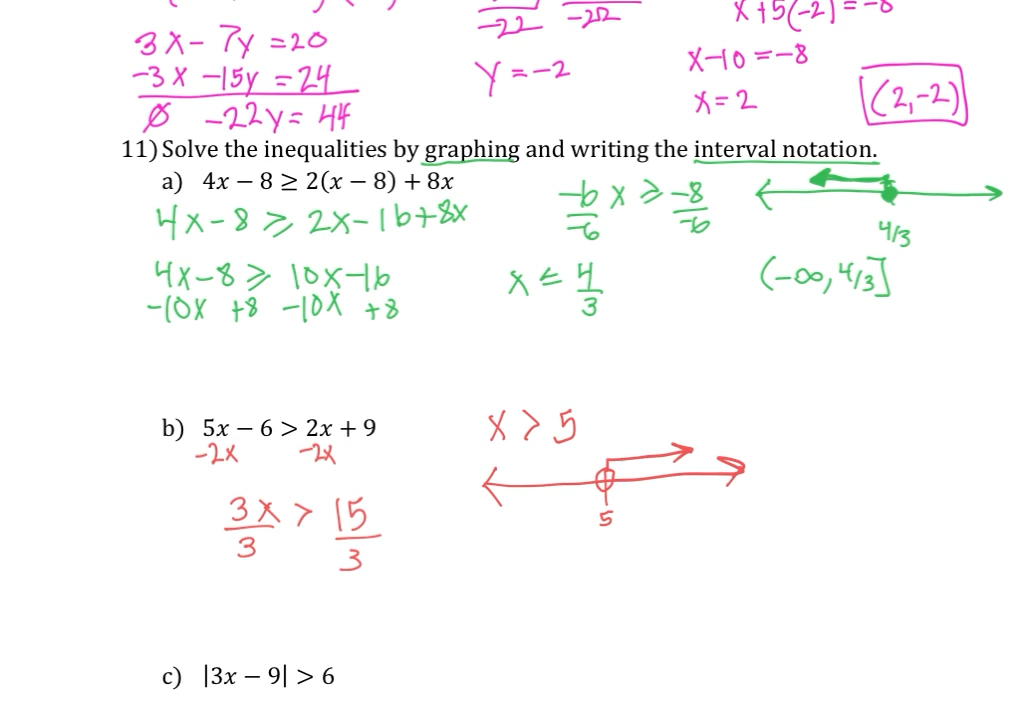 x+5(-2)=-8
-22 -22
3x-7y=20
-3x-15y=24
0 -22y=44
y=-2
x-10=-8
x=2
(2,-2)
11) Solve the inequalities by graphing and writing the interval notation.
a) 4x − 8 ≥ 2(x − 8) + 8x
4x-8≥2x-16+8x
4x-8≥10x-16
-10x +8 -10x +8
-6x≥-8
-6 -6
x≤4
3
4/3
(-∞,4/3]
b) 5x − 6 > 2x + 9
-2x -2x
3x>15
3 3
x>5
5
c) |3x − 9| > 6